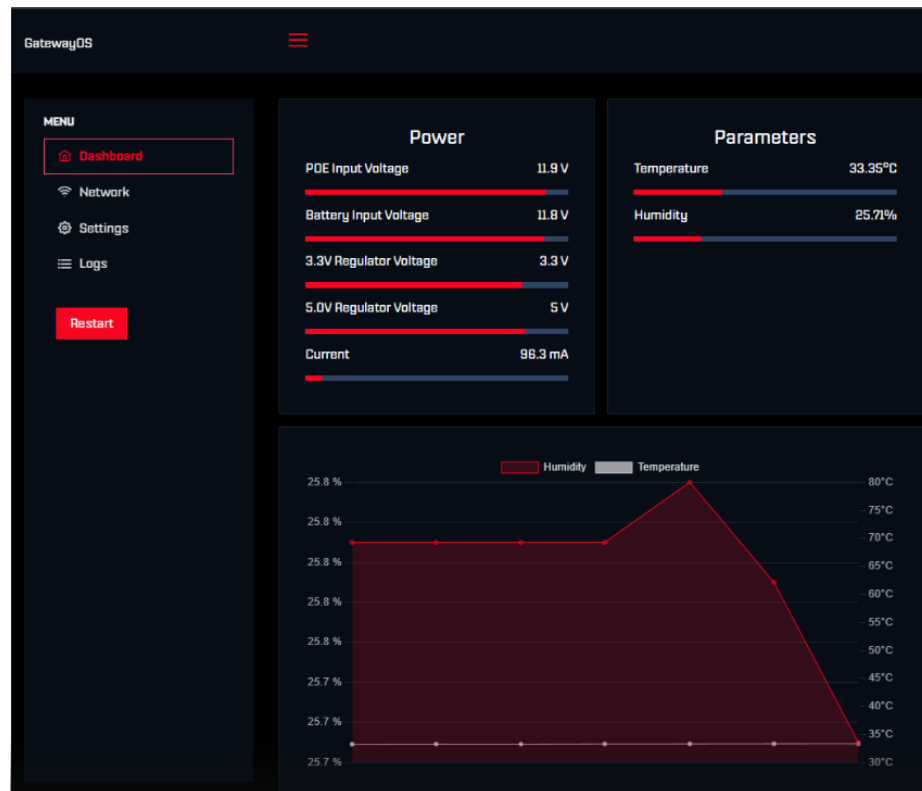 GatewayOS
MENU
Dashboard
Network
Settings
Logs
Restart
Power
POE Input Voltage 11.9 V
Battery Input Voltage 11.8 V
3.3V Regulator Voltage 3.3 V
5.0V Regulator Voltage 5 V
Current 96.3 mA
Parameters
Temperature 33.35°C
Humidity 25.71%
Humidity Temperature
25.8 %
25.8 %
25.8 %
25.8 %
25.8 %
25.7 %
25.7 %
25.7 %
80°C
75°C
70°C
65°C
60°C
55°C
50°C
45°C
40°C
35°C
30°C